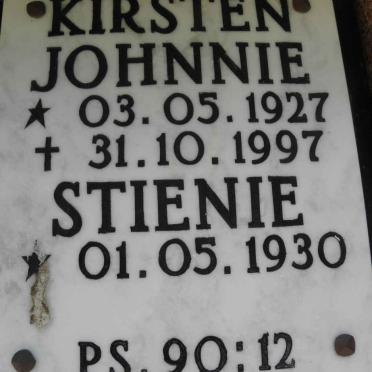 KIRSTEN
JOHNNIE
★ 03.05.1927
✝ 31.10.1997
STIENIE
★ 01.05.1930
PS. 90:12